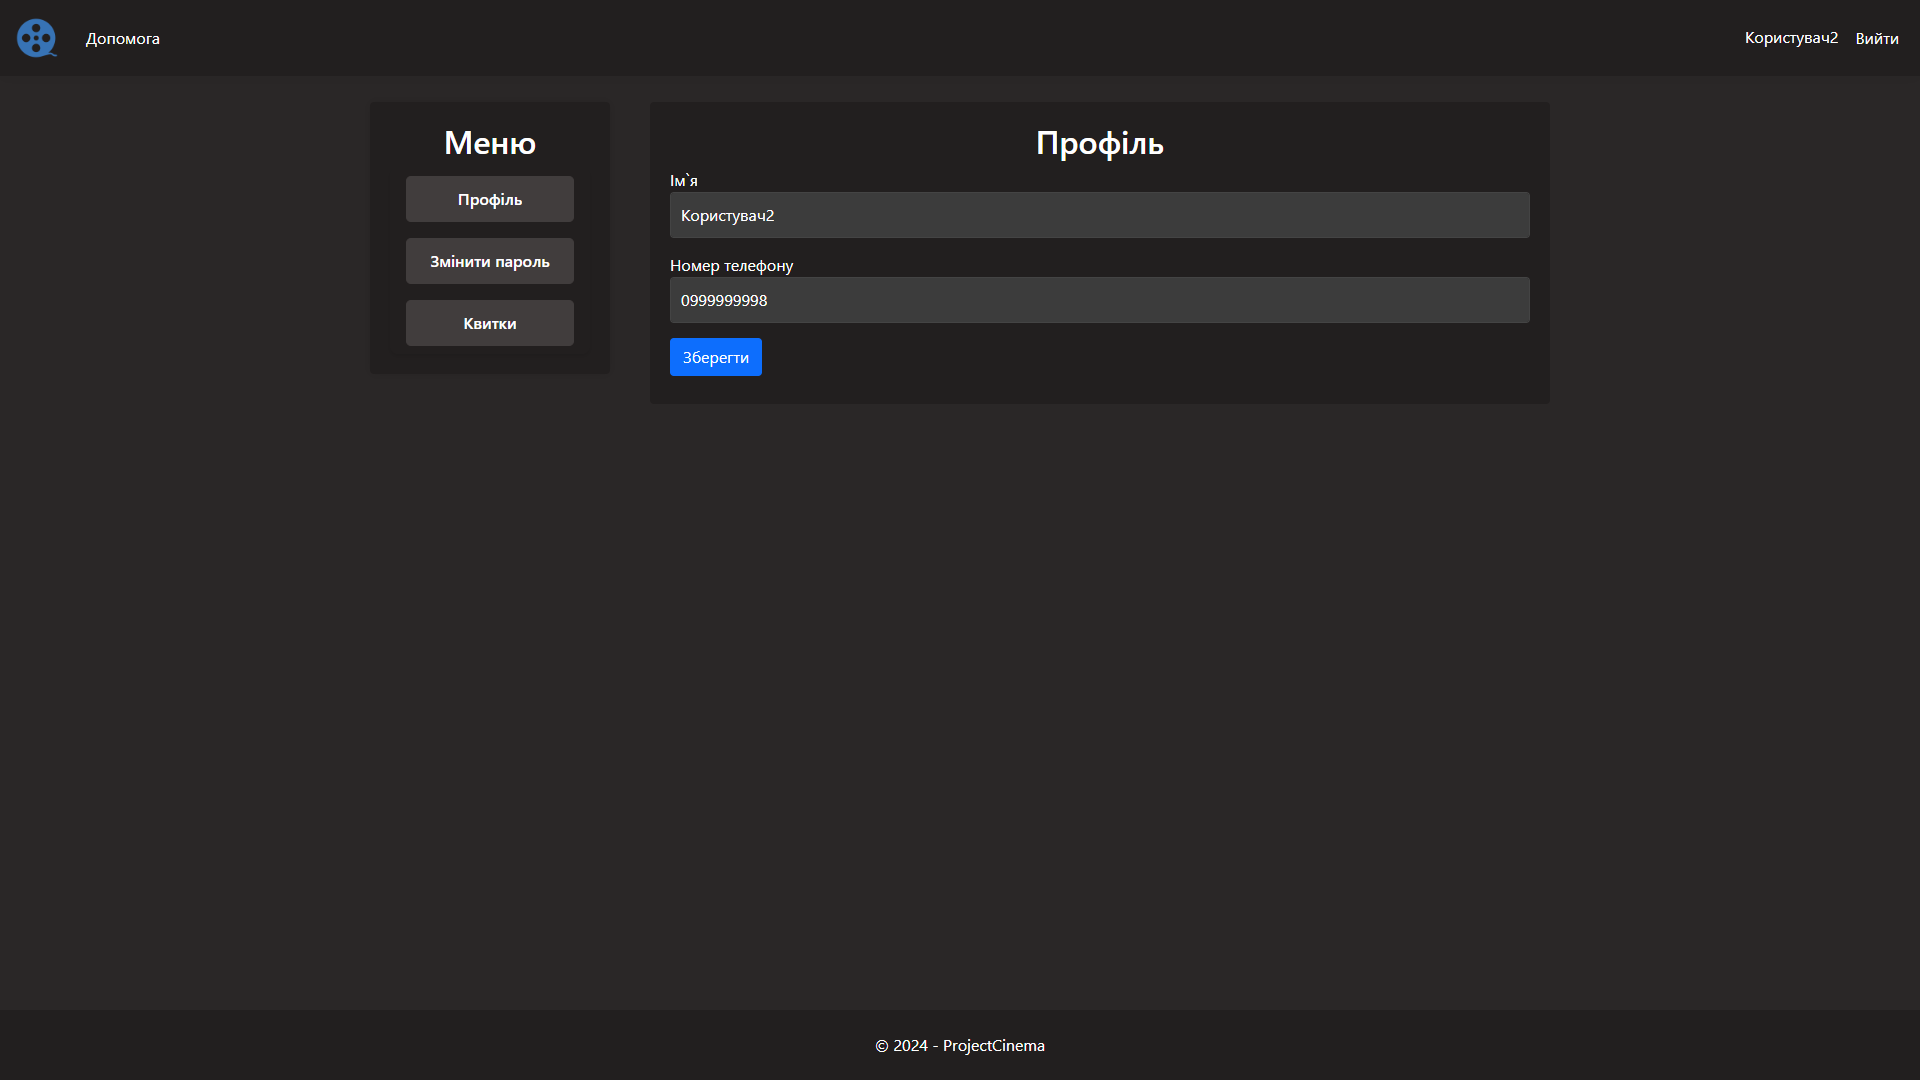 Допомога
Користувач2
Вийти
Меню
Профіль
Змінити пароль
Квитки
Профіль
Ім`я
Користувач2
Номер телефону
0999999998
Зберегти
© 2024 - ProjectCinema